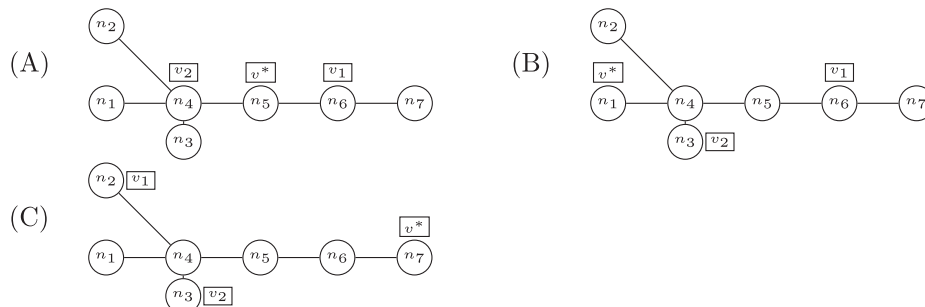 n₂ n₂
(A) v₂ v* v₁ (B) v* v₁
n₁ n₄ n₅ n₆ n₇ n₁ n₄ n₅ n₆ n₇
n₃ n₃ v₂
n₂ v₁
(C) v*
n₁ n₄ n₅ n₆ n₇
n₃ v₂